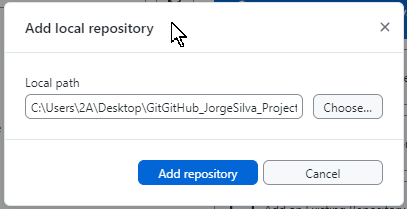 Add local repository
Local path
C:\Users\2A\Desktop\GitGitHub_JorgeSilva_Project
Choose...
Add repository
Cancel